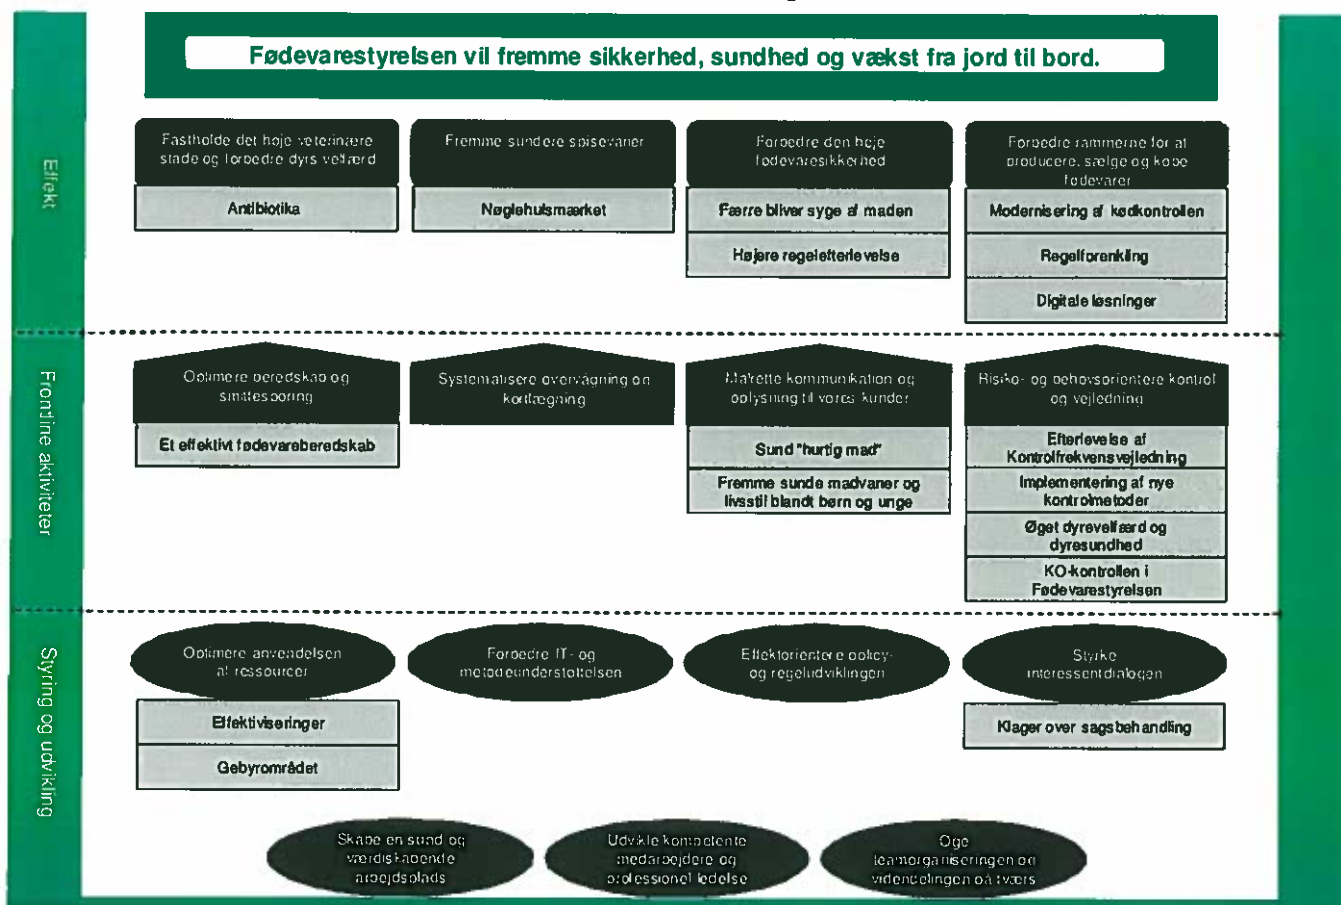 Fødevarestyrelsen vil fremme sikkerhed, sundhed og vækst fra jord til bord.
Effekt
Fastholde det høje veterinære
stade og forbedre dyrs velfærd
Antibiotika
Fremme sundere spisevaner
Nøglehulsmærket
Forbedre den høje
fødevaresikkerhed
Færre bliver syge af maden
Højere regelefterlevelse
Forbedre rammerne for at
producere, sælge og købe
fødevarer
Modernisering af kødkontrollen
Regelforenkling
Digitale løsninger
Frontline aktiviteter
Optimere beredskab og
smitesporing
Et effektivt fødevareberedskab
Systematisere overvågning og
kortlægning
Målrette kommunikation og
oplysning til vores kunder
Sund "hurtig mad"
Fremme sunde madvaner og
livsstil blandt børn og unge
Risiko- og behovsorientere kontrol
og vejledning
Efterlevelse af
Kontrolfrekvensvejledning
Implementering af nye
kontrolmetoder
Øget dyrevelfærd og
dyresundhed
KO-kontrollen i
Fødevarestyrelsen
Styring og udvikling
Optimere anvendelsen
af ressourcer
Effektiviseringer
Gebyrområdet
Forbedre IT- og
metodeunderstøttelsen
Effektorientere policy-
og regeludviklingen
Styrke
interessentdialogen
Klager over sagsbehandling
Skabe en sund og
værdiskabende
arbejdsplads
Udvikle kompetente
medarbejdere og
professionel ledelse
Øge
teamorganiseringen og
videndelingen på tværs